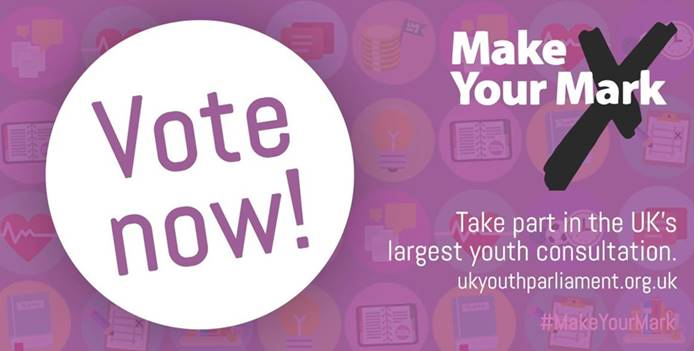 Vote
now!
Make
Your Mark
Take part in the UK's
largest youth consultation.
ukyouthparliament.org.uk
#MakeYourMark